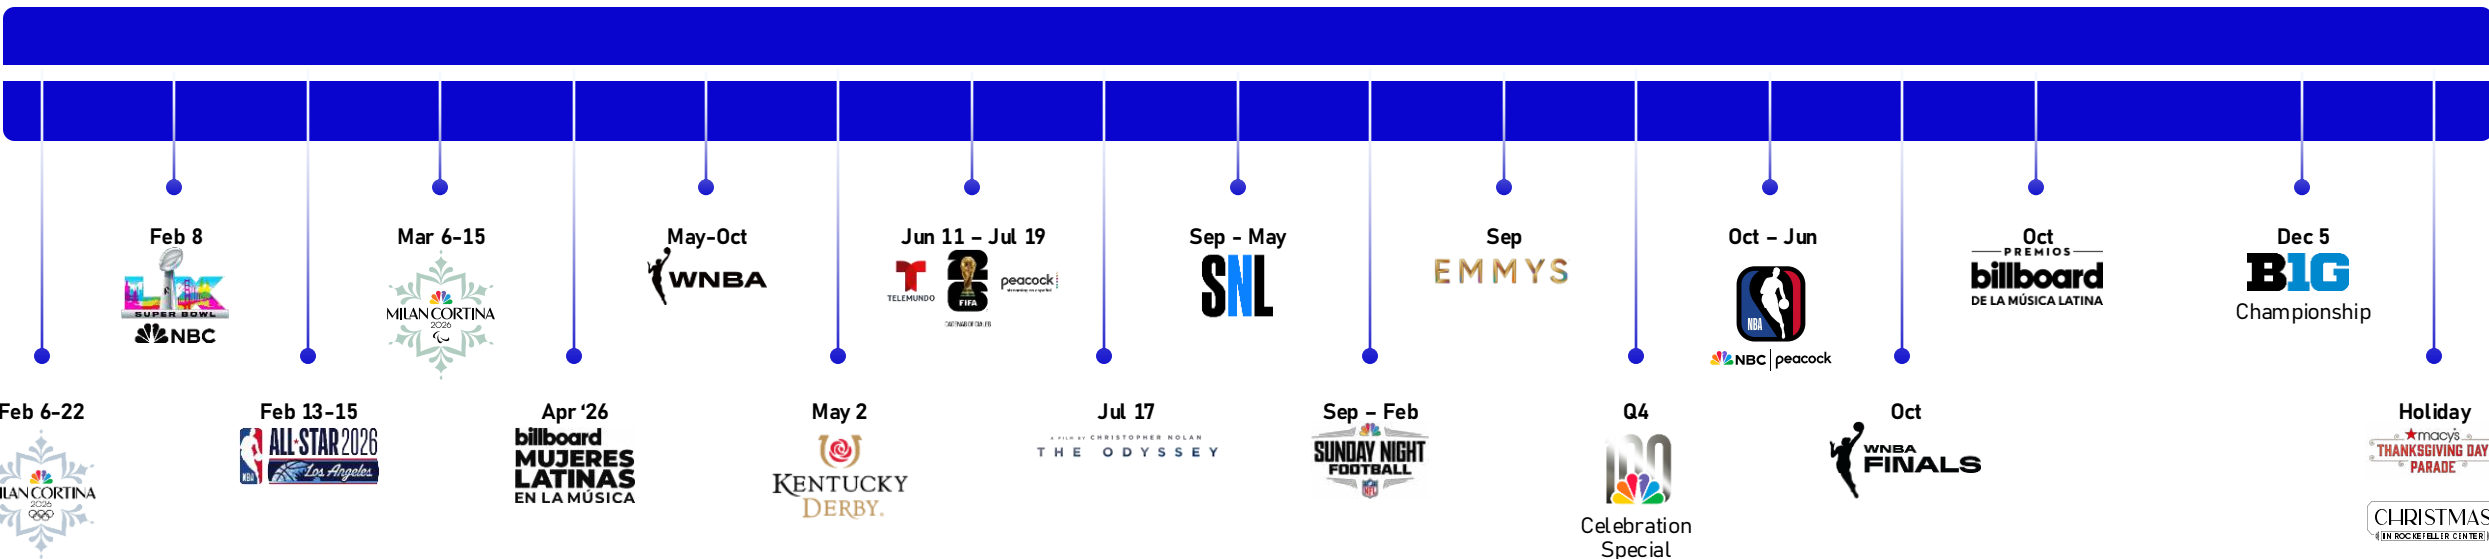 Feb 8
LX
SUPER BOWL
NBC
Mar 6-15
MILAN CORTINA
2026
May-Oct
WNBA
Jun 11 – Jul 19
TELEMUNDO
FIFA
peacock
Sep - May
SNL
Sep
EMMYS
Oct – Jun
NBA
NBC | peacock
Oct
PREMIOS
billboard
DE LA MÚSICA LATINA
Dec 5
B1G
Championship
Feb 6-22
ILAN CORTINA
2026
Feb 13-15
NBA
ALL★STAR 2026
Los Angeles
Apr ‘26
billboard
MUJERES
LATINAS
EN LA MÚSICA
May 2
KENTUCKY
DERBY.
Jul 17
A FILM BY CHRISTOPHER NOLAN
THE ODYSSEY
Sep – Feb
SUNDAY NIGHT
FOOTBALL
NFL
Q4
100
Celebration
Special
Oct
WNBA
FINALS
Holiday
★macy's
THANKSGIVING DAY
PARADE
CHRISTMAS
IN ROCKEFELLER CENTER